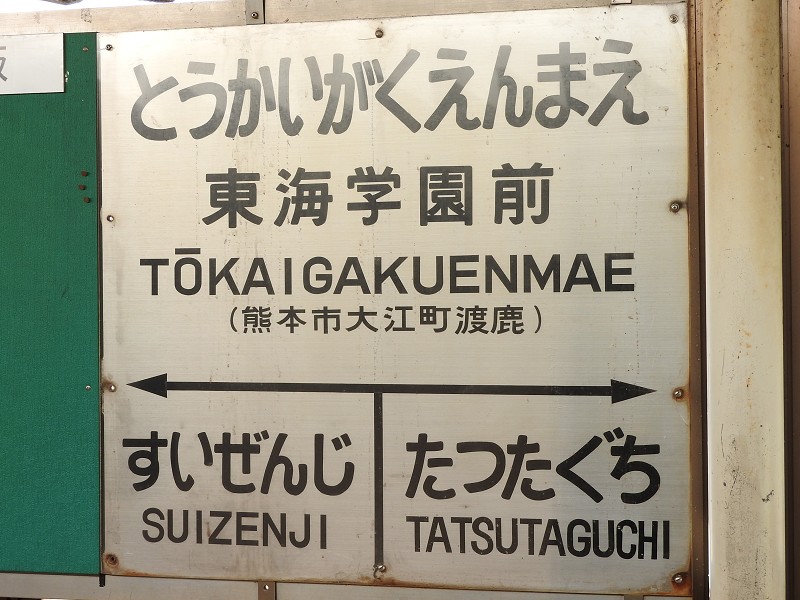 とうかいがくえんまえ
東海学園前
TŌKAIGAKUENMAE
(熊本市大江町渡鹿)
すいぜんじ
SUIZENJI
たつたぐち
TATSUTAGUCHI